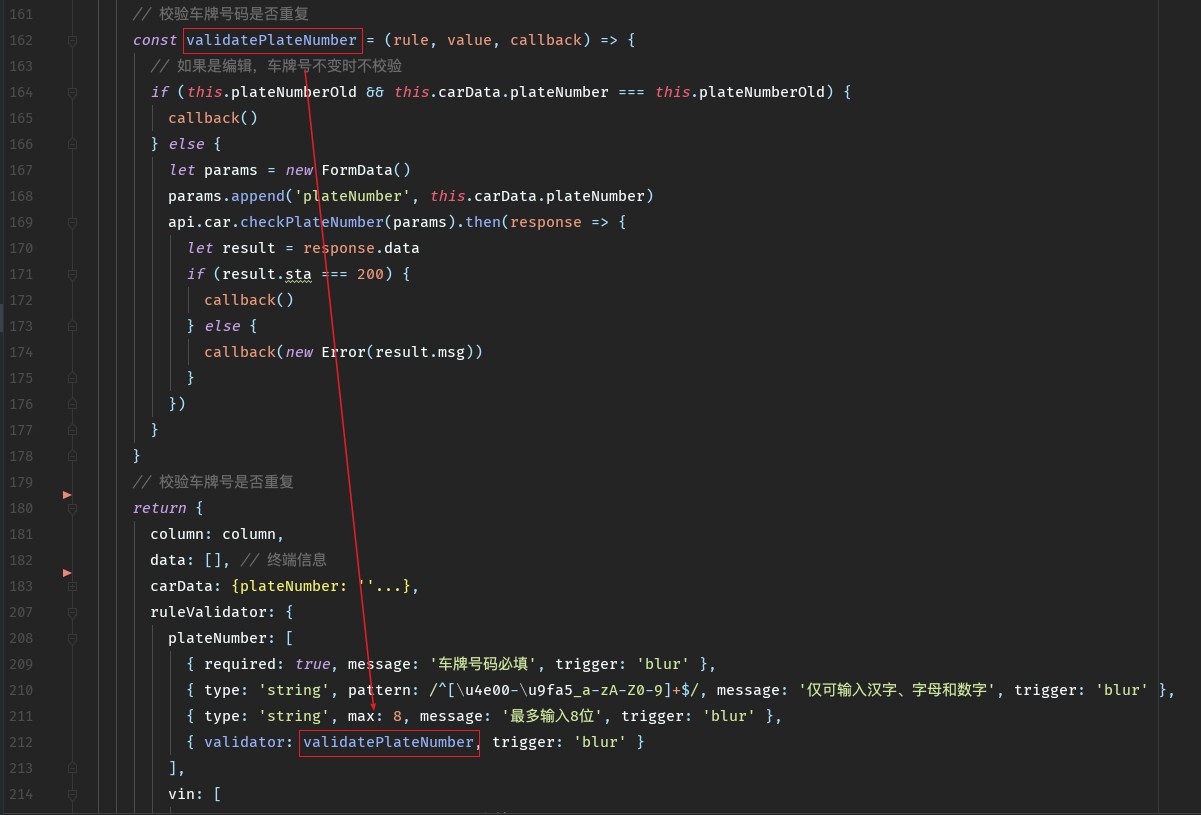 161 // 校验车牌号码是否重复
162 const validatePlateNumber = (rule, value, callback) => {
163 // 如果是编辑，车牌号不变时不校验
164 if (this.plateNumberOld && this.carData.plateNumber === this.plateNumberOld) {
165 callback()
166 } else {
167 let params = new FormData()
168 params.append('plateNumber', this.carData.plateNumber)
169 api.car.checkPlateNumber(params).then(response => {
170 let result = response.data
171 if (result.sta === 200) {
172 callback()
173 } else {
174 callback(new Error(result.msg))
175 }
176 })
177 }
178 }
179 // 校验车牌号是否重复
180 return {
181 column: column,
182 data: [], // 终端信息
183 carData: {plateNumber: ''...},
207 ruleValidator: {
208 plateNumber: [
209 { required: true, message: '车牌号码必填', trigger: 'blur' },
210 { type: 'string', pattern: /^[\u4e00-\u9fa5_a-zA-Z0-9]+$/, message: '仅可输入汉字、字母和数字', trigger: 'blur' },
211 { type: 'string', max: 8, message: '最多输入8位', trigger: 'blur' },
212 { validator: validatePlateNumber, trigger: 'blur' }
213 ],
214 vin: [